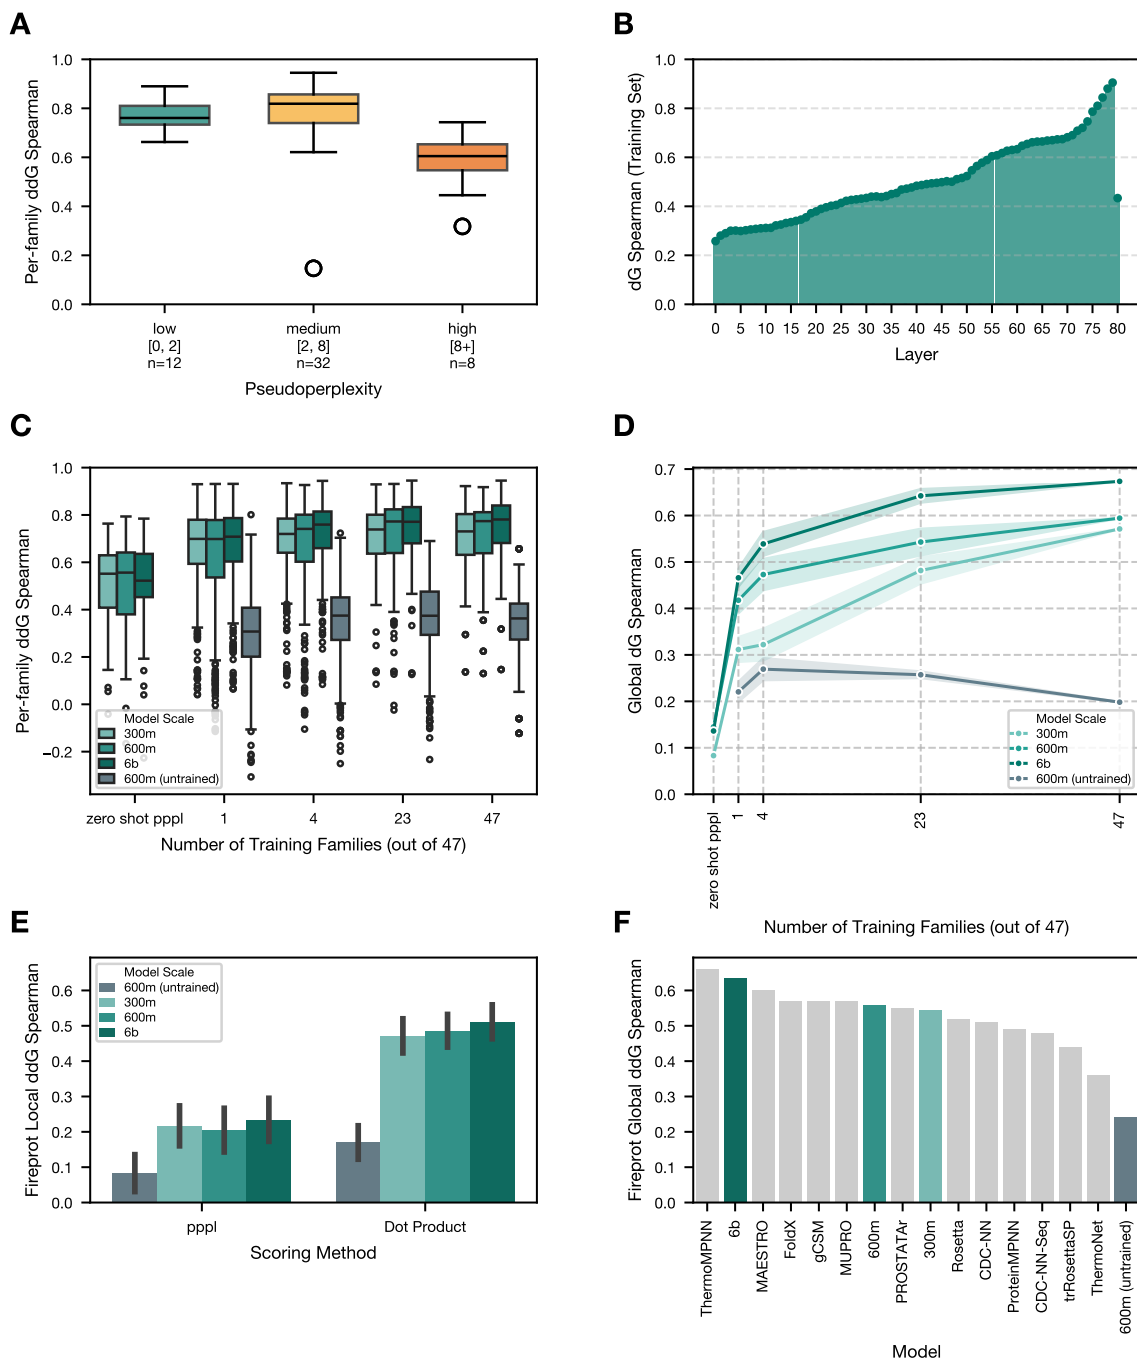 A
Per-family ddG Spearman
1.0
0.8
0.6
0.4
0.2
0.0
low
[0, 2]
n=12
medium
[2, 8]
n=32
high
[8+]
n=8
Pseudoperplexity
B
dG Spearman (Training Set)
1.0
0.8
0.6
0.4
0.2
0.0
0 5 10 15 20 25 30 35 40 45 50 55 60 65 70 75 80
Layer
C
Per-family ddG Spearman
1.0
0.8
0.6
0.4
0.2
0.0
−0.2
Model Scale
300m
600m
6b
600m (untrained)
zero shot pppl 1 4 23 47
Number of Training Families (out of 47)
D
Global dG Spearman
0.7
0.6
0.5
0.4
0.3
0.2
0.1
0.0
Model Scale
300m
600m
6b
600m (untrained)
zero shot pppl
1
4
23
47
Number of Training Families (out of 47)
E
Fireprot Local ddG Spearman
0.6
0.5
0.4
0.3
0.2
0.1
0.0
Model Scale
600m (untrained)
300m
600m
6b
pppl Dot Product
Scoring Method
F
Fireprot Global ddG Spearman
0.6
0.5
0.4
0.3
0.2
0.1
0.0
ThermoMPNN
6b
MAESTRO
FoldX
gCSM
MUPRO
600m
PROSTATAr
300m
Rosetta
CDC-NN
ProteinMPNN
CDC-NN-Seq
trRosettaSP
ThermoNet
600m (untrained)
Model